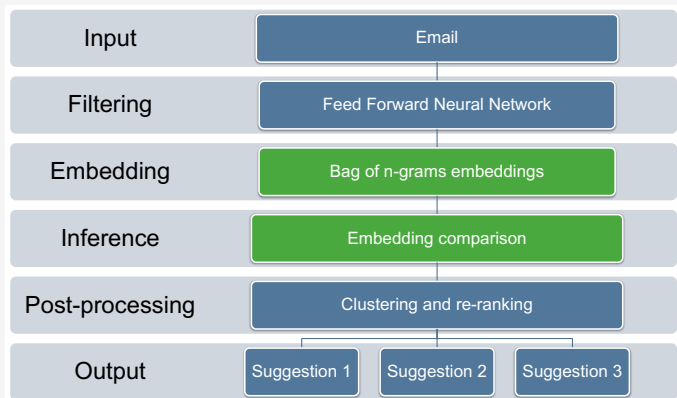 Input
Email
Filtering
Feed Forward Neural Network
Embedding
Bag of n-grams embeddings
Inference
Embedding comparison
Post-processing
Clustering and re-ranking
Output
Suggestion 1
Suggestion 2
Suggestion 3